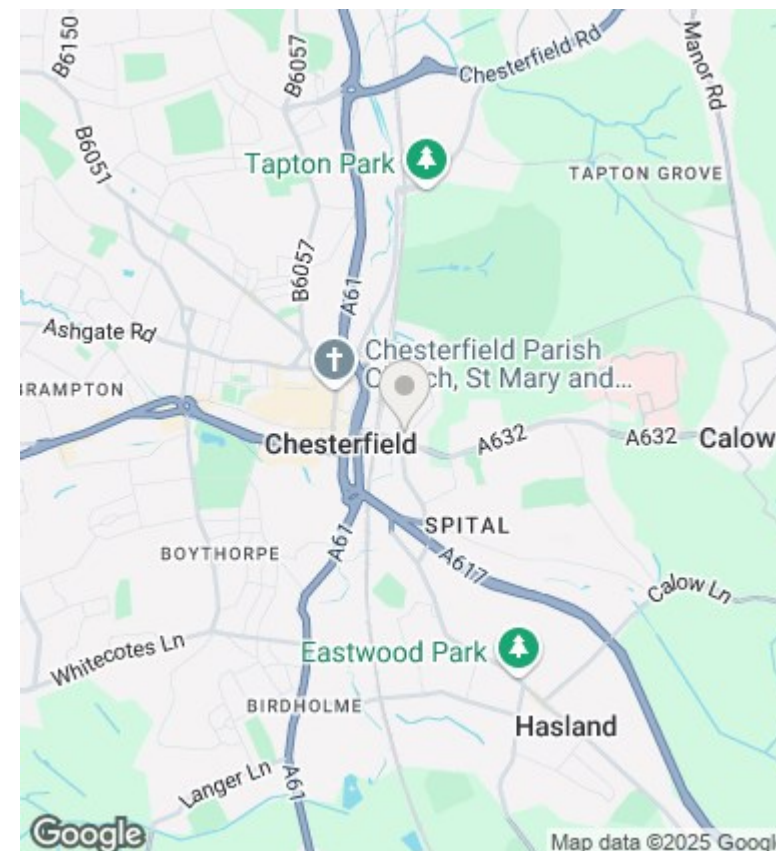 B6150
B6057
Chesterfield Rd
Manor Rd
B6051
Tapton Park
TAPTON GROVE
B6057
A61
Ashgate Rd
Chesterfield Parish
Ch ch, St Mary and...
BRAMPTON
Chesterfield
A632
A632
Calow
SPITAL
A61
BOYTHORPE
A617
Calow Ln
Whitecotes Ln
Eastwood Park
BIRDHOLME
Hasland
Langer Ln
A61
Google
Map data ©2025 Googl